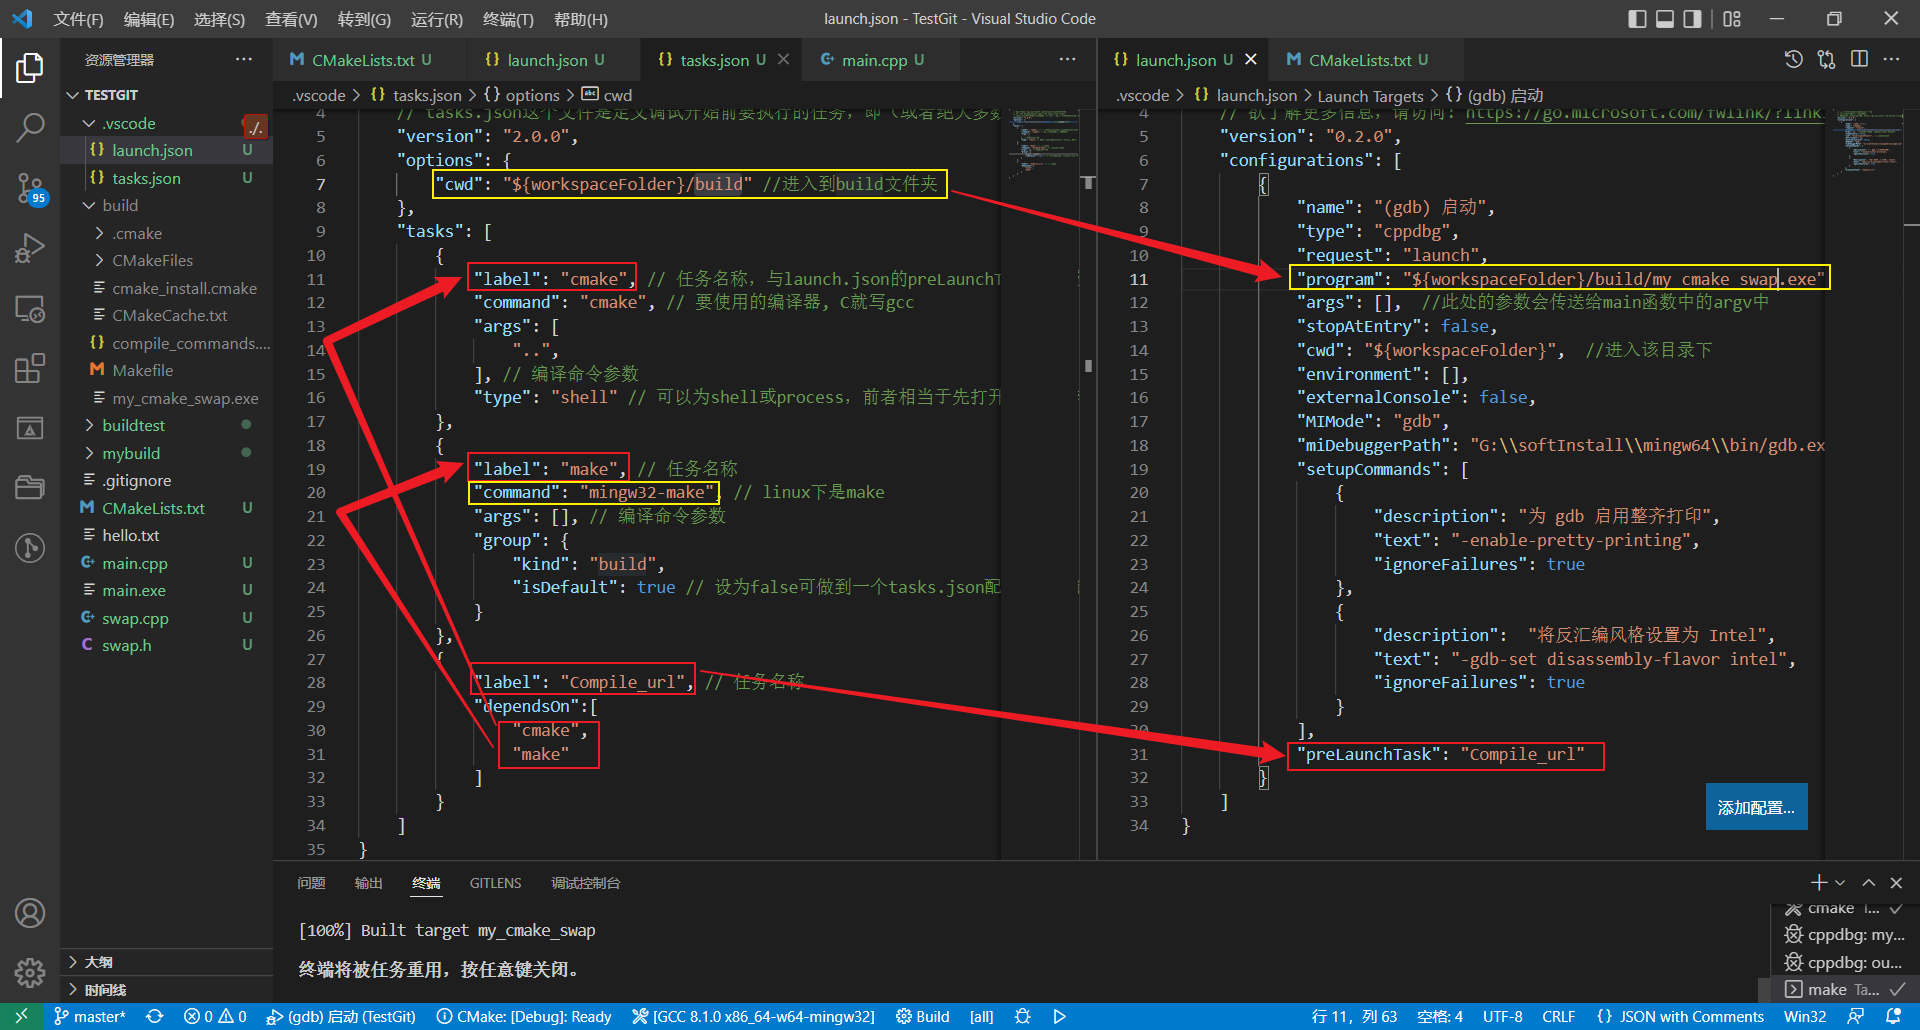 文件(F) 编辑(E) 选择(S) 查看(V) 转到(G) 运行(R) 终端(T) 帮助(H)
launch.json - TestGit - Visual Studio Code
资源管理器 ···
TESTGIT
.vscode
launch.json U
tasks.json U
build
.cmake
CMakeFiles
cmake_install.cmake
CMakeCache.txt
compile_commands....
Makefile
my_cmake_swap.exe
buildtest
mybuild
.gitignore
CMakeLists.txt U
hello.txt
main.cpp U
main.exe U
swap.cpp U
swap.h U
大纲
时间线
95
./.
CMakeLists.txt U
launch.json U
tasks.json U
main.cpp U
.vscode > {} tasks.json > {} options > cwd
4 // tasks.json这个文件是定义调试开始前要执行的任务，即（或者绝大多数
5 "version": "2.0.0",
6 "options": {
7 "cwd": "${workspaceFolder}/build" //进入到build文件夹
8 },
9 "tasks": [
10 {
11 "label": "cmake", // 任务名称，与launch.json的preLaunchT
12 "command": "cmake", // 要使用的编译器, C就写gcc
13 "args": [
14 "..",
15 ], // 编译命令参数
16 "type": "shell" // 可以为shell或process，前者相当于先打开
17 },
18 {
19 "label": "make", // 任务名称
20 "command": "mingw32-make", // linux下是make
21 "args": [], // 编译命令参数
22 "group": {
23 "kind": "build",
24 "isDefault": true // 设为false可做到一个tasks.json配
25 }
26 },
27 {
28 "label": "Compile_url", // 任务名称
29 "dependsOn":[
30 "cmake",
31 "make"
32 ]
33 }
34 ]
35 }
launch.json U
CMakeLists.txt U
.vscode > {} launch.json > Launch Targets > {} (gdb) 启动
4 // 欲了解更多信息，请访问: https://go.microsoft.com/fwlink/?link
5 "version": "0.2.0",
6 "configurations": [
7 {
8 "name": "(gdb) 启动",
9 "type": "cppdbg",
10 "request": "launch",
11 "program": "${workspaceFolder}/build/my_cmake_swap.exe"
12 "args": [], //此处的参数会传送给main函数中的argv中
13 "stopAtEntry": false,
14 "cwd": "${workspaceFolder}", //进入该目录下
15 "environment": [],
16 "externalConsole": false,
17 "MIMode": "gdb",
18 "miDebuggerPath": "G:\\softInstall\\mingw64\\bin/gdb.ex
19 "setupCommands": [
20 {
21 "description": "为 gdb 启用整齐打印",
22 "text": "-enable-pretty-printing",
23 "ignoreFailures": true
24 },
25 {
26 "description": "将反汇编风格设置为 Intel",
27 "text": "-gdb-set disassembly-flavor intel",
28 "ignoreFailures": true
29 }
30 ],
31 "preLaunchTask": "Compile_url"
32 }
33 ]
34 }
添加配置...
问题 输出 终端 GITLENS 调试控制台
[100%] Built target my_cmake_swap
终端将被任务重用，按任意键关闭。
cmake T...
cppdbg: my...
cppdbg: ou...
make Ta...
master* 0 0 (gdb) 启动 (TestGit) CMake: [Debug]: Ready [GCC 8.1.0 x86_64-w64-mingw32] Build [all] 行 11，列 63 空格: 4 UTF-8 CRLF {} JSON with Comments Win32